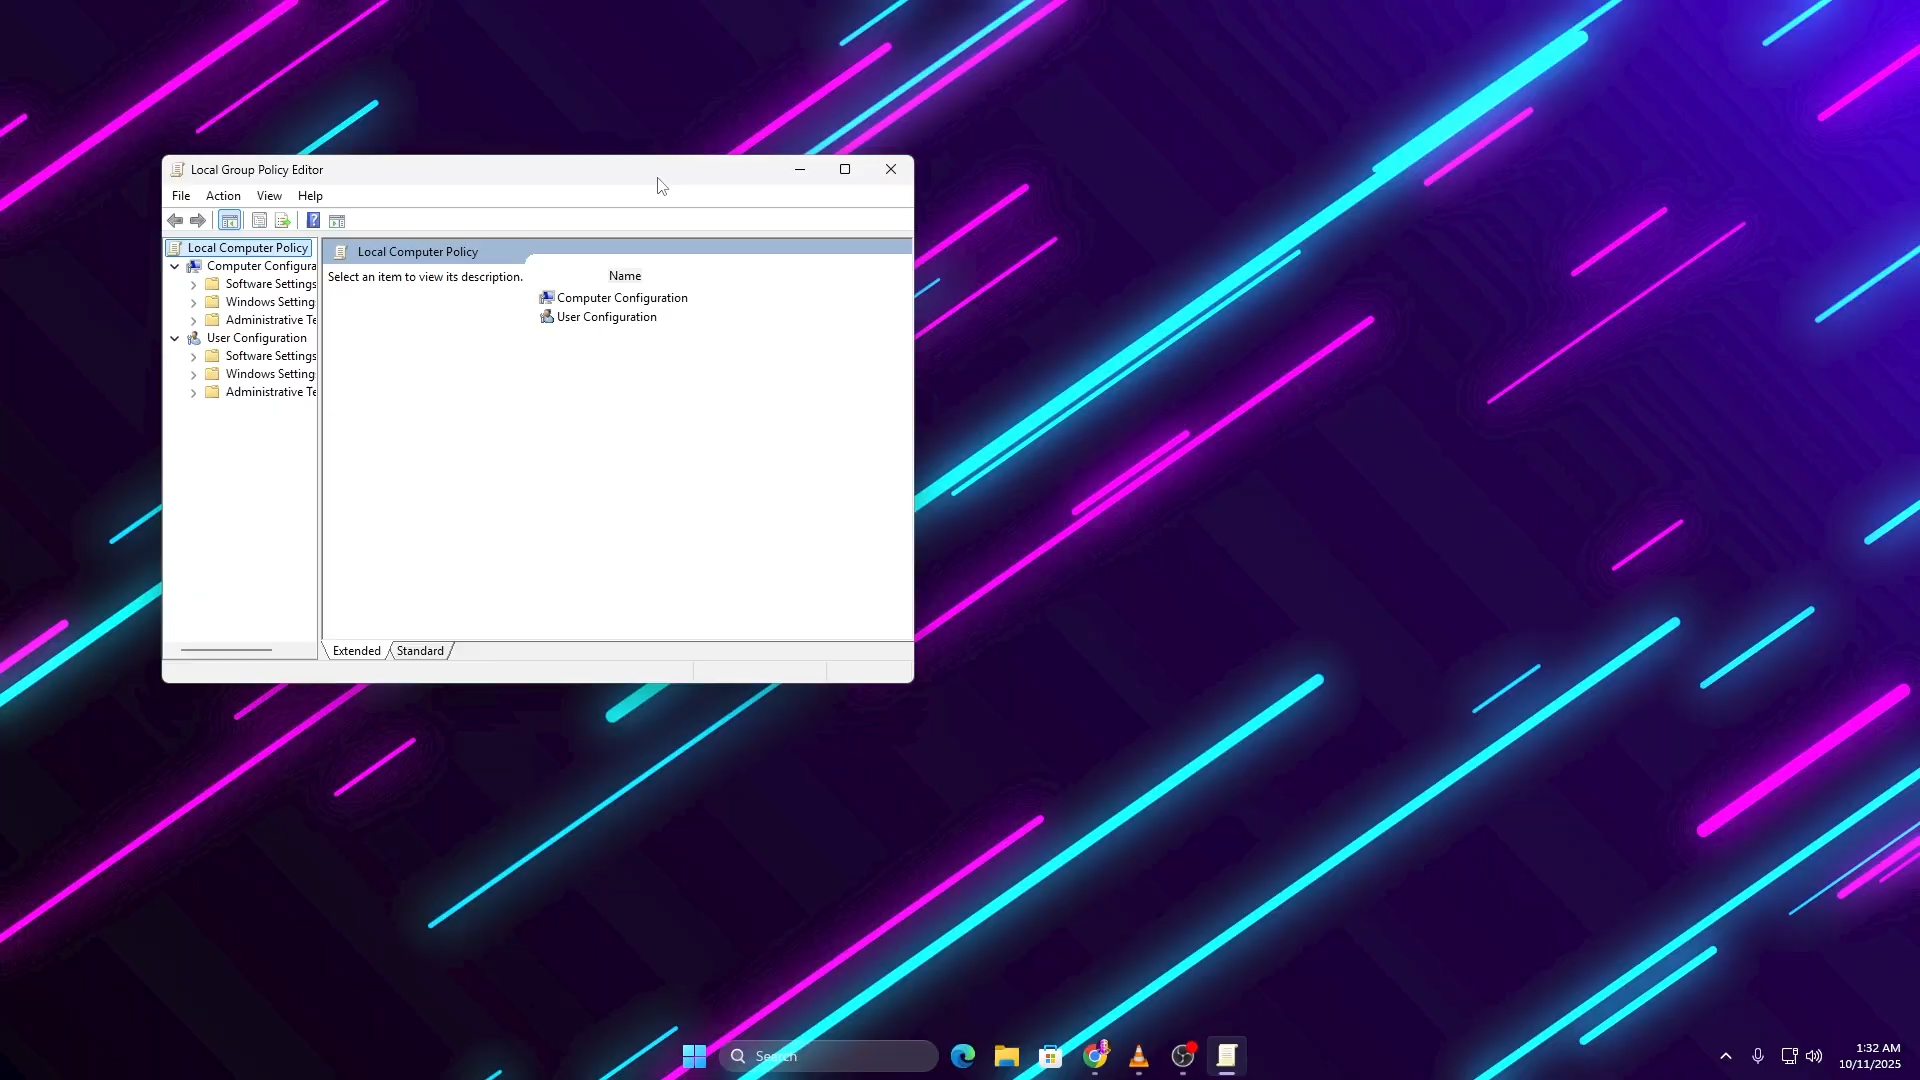 Local Group Policy Editor
File Action View Help
Local Computer Policy
Computer Configura
Software Settings
Windows Setting
Administrative Te
User Configuration
Software Settings
Windows Setting
Administrative Te
Local Computer Policy
Select an item to view its description.
Name
Computer Configuration
User Configuration
Extended Standard
Search
1:32 AM
10/11/2025